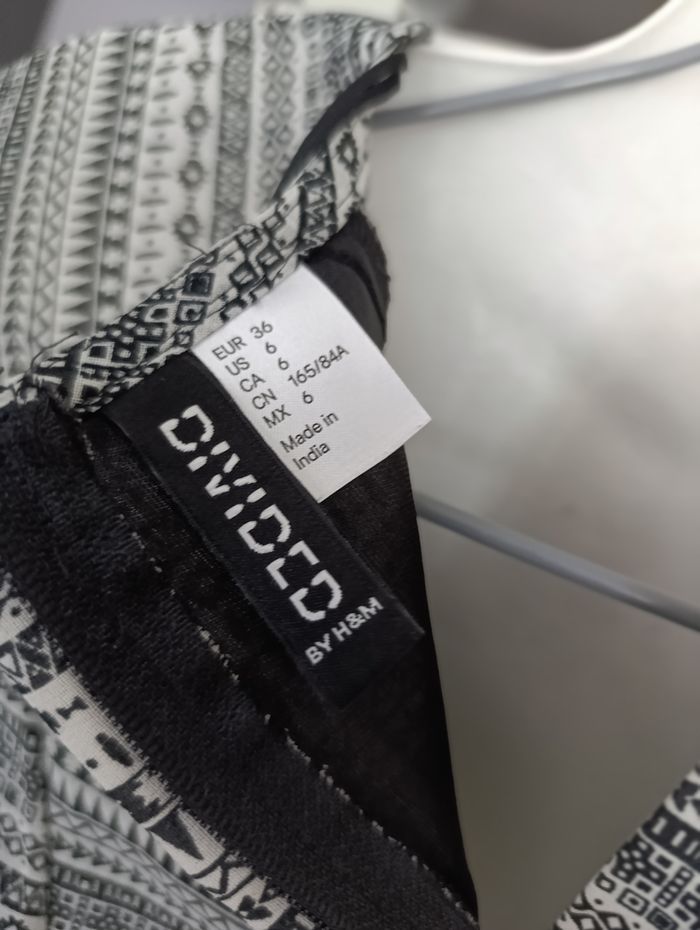 EUR 36
US 6
CA 6
CN 165/84A
MX 6
Made in
India
DIVIDED
BY H&M